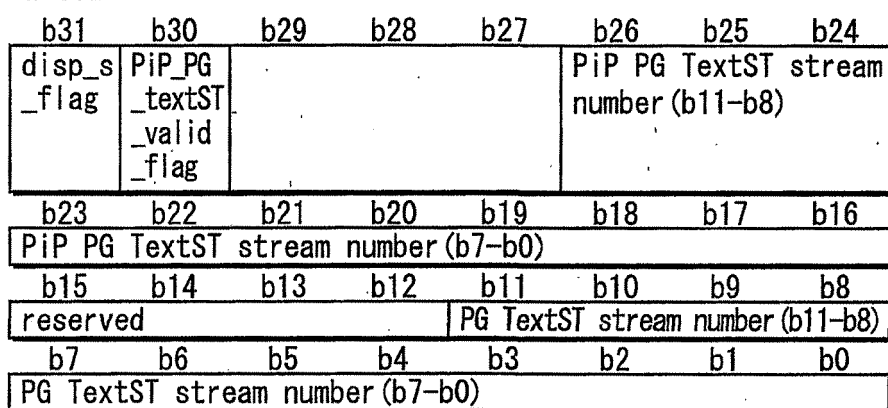 b31 b30 b29 b28 b27 b26 b25 b24
disp_s PiP_PG PiP PG TextST stream
_flag _textST number(b11-b8)
_valid
_flag
b23 b22 b21 b20 b19 b18 b17 b16
PiP PG TextST stream number(b7-b0)
b15 b14 b13 b12 b11 b10 b9 b8
reserved PG TextST stream number(b11-b8)
b7 b6 b5 b4 b3 b2 b1 b0
PG TextST stream number(b7-b0)